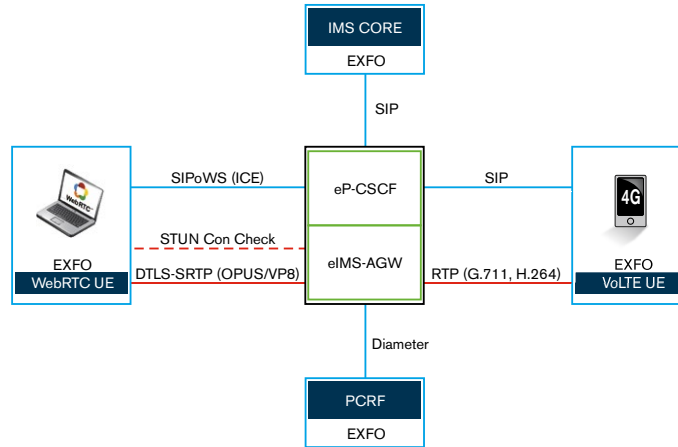 IMS CORE
EXFO
SIP
WebRTC
EXFO
WebRTC UE
SIPoWS (ICE)
STUN Con Check
DTLS-SRTP (OPUS/VP8)
eP-CSCF
eIMS-AGW
SIP
RTP (G.711, H.264)
4G
EXFO
VoLTE UE
Diameter
PCRF
EXFO